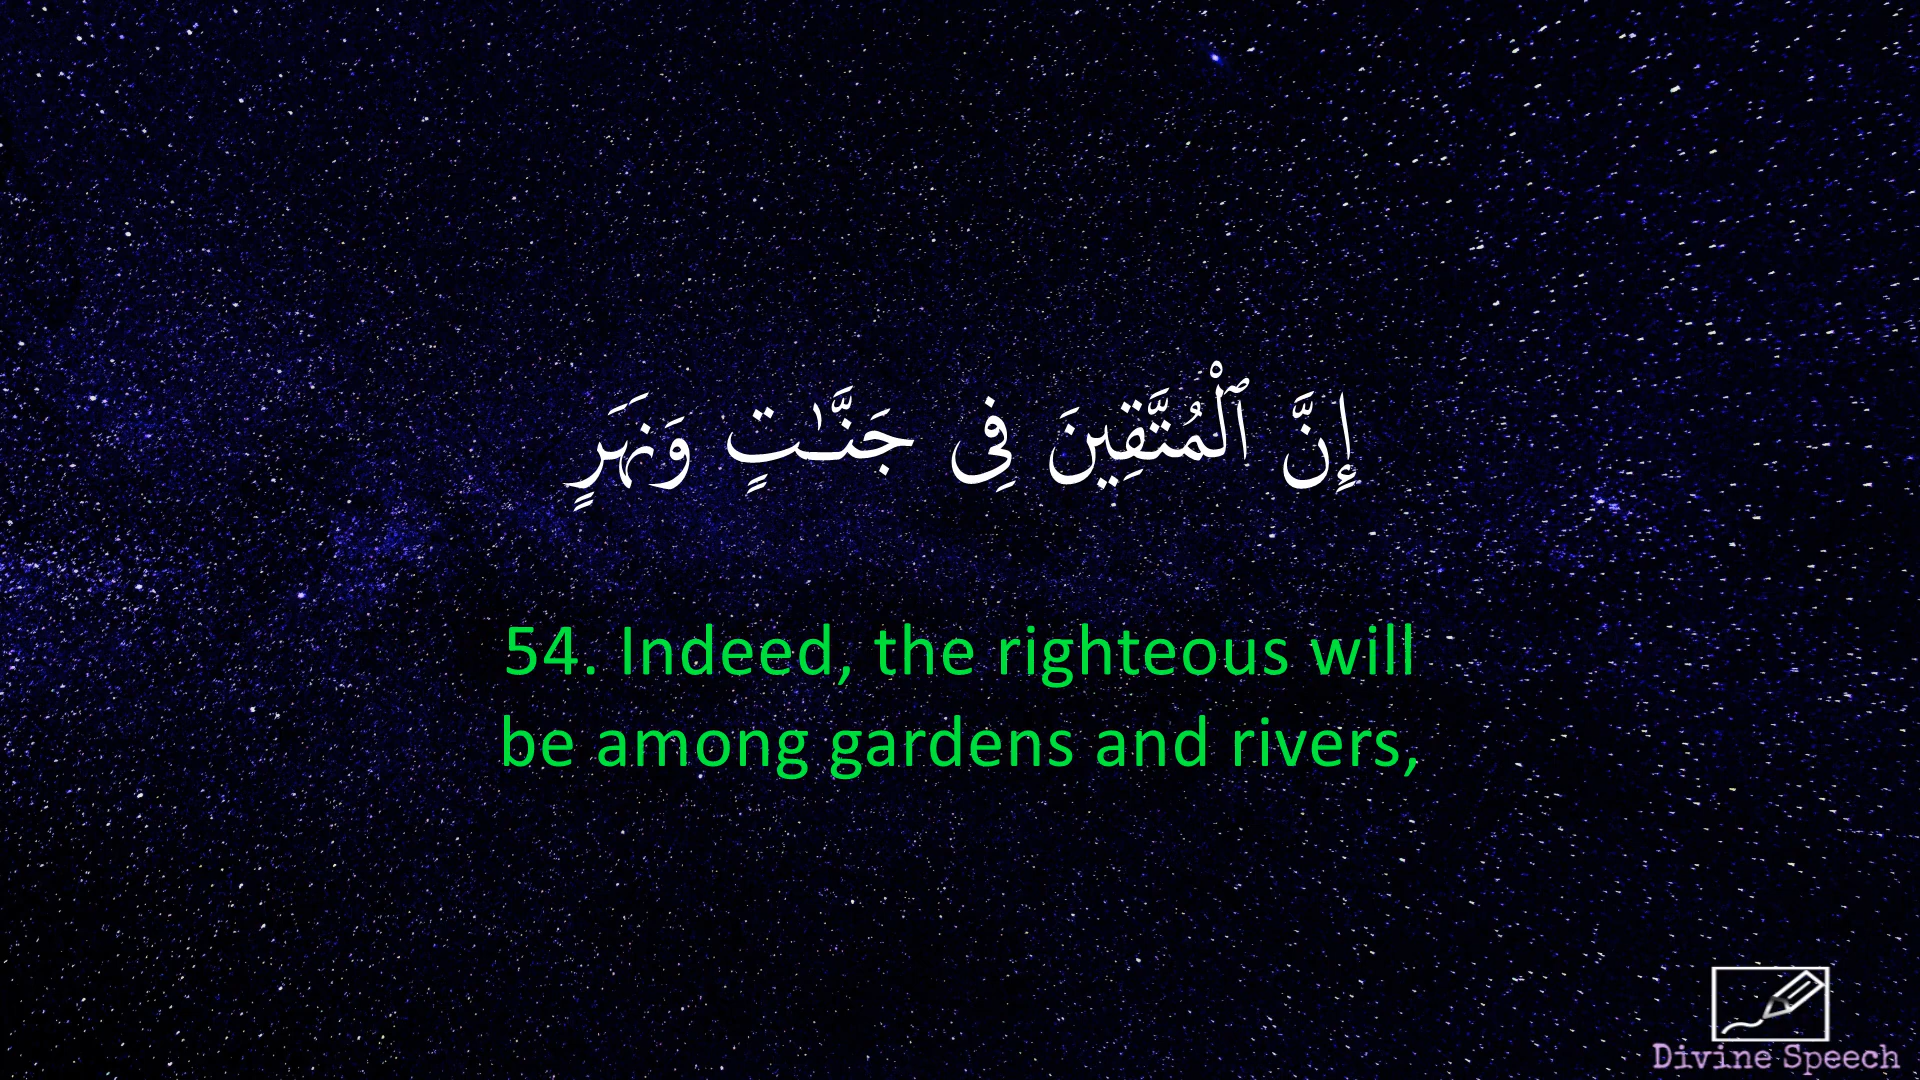 إِنَّ ٱلْمُتَّقِينَ فِى جَنَّـٰتٍ وَنَهَرٍ
54. Indeed, the righteous will
be among gardens and rivers,
Divine Speech